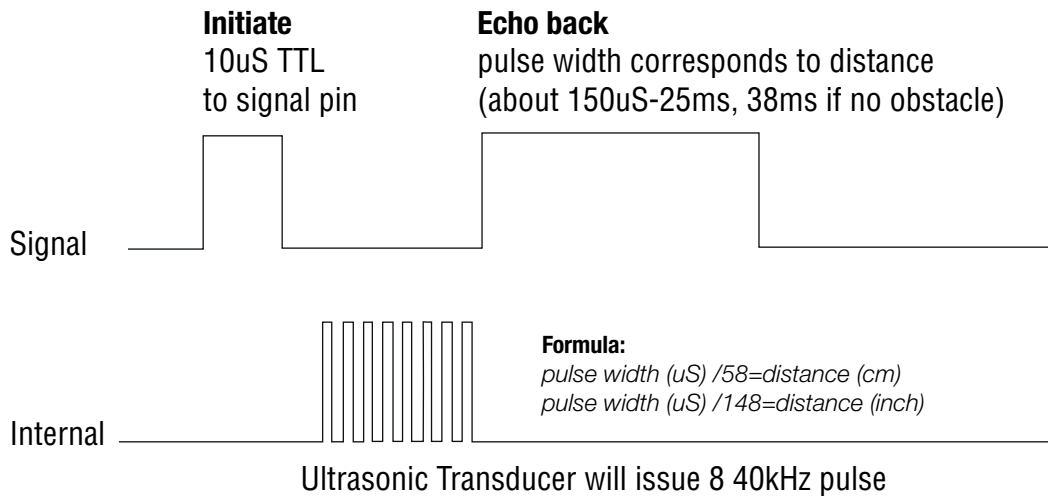 Initiate
10uS TTL
to signal pin
Echo back
pulse width corresponds to distance
(about 150uS-25ms, 38ms if no obstacle)
Signal
Formula:
pulse width (uS) /58=distance (cm)
pulse width (uS) /148=distance (inch)
Internal
Ultrasonic Transducer will issue 8 40kHz pulse